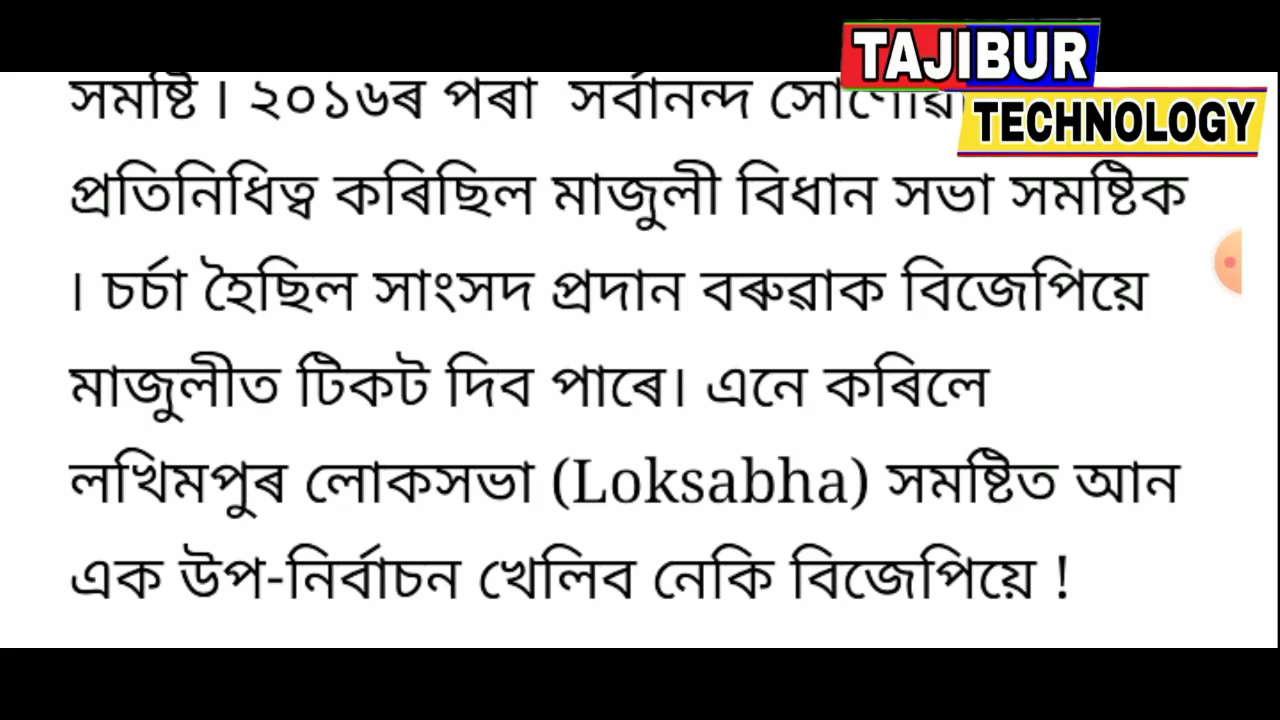 TAJIBUR
TECHNOLOGY
সমষ্টি । ২০১৬ৰ পৰা সৰ্বানন্দ
প্ৰতিনিধিত্ব কৰিছিল মাজুলী বিধান সভা সমষ্টিক
। চৰ্চা হৈছিল সাংসদ প্ৰদান বৰুৱাক বিজেপিয়ে
মাজুলীত টিকট দিব পাৰে। এনে কৰিলে
লখিমপুৰ লোকসভা (Loksabha) সমষ্টিত আন
এক উপ-নিৰ্বাচন খেলিব নেকি বিজেপিয়ে !